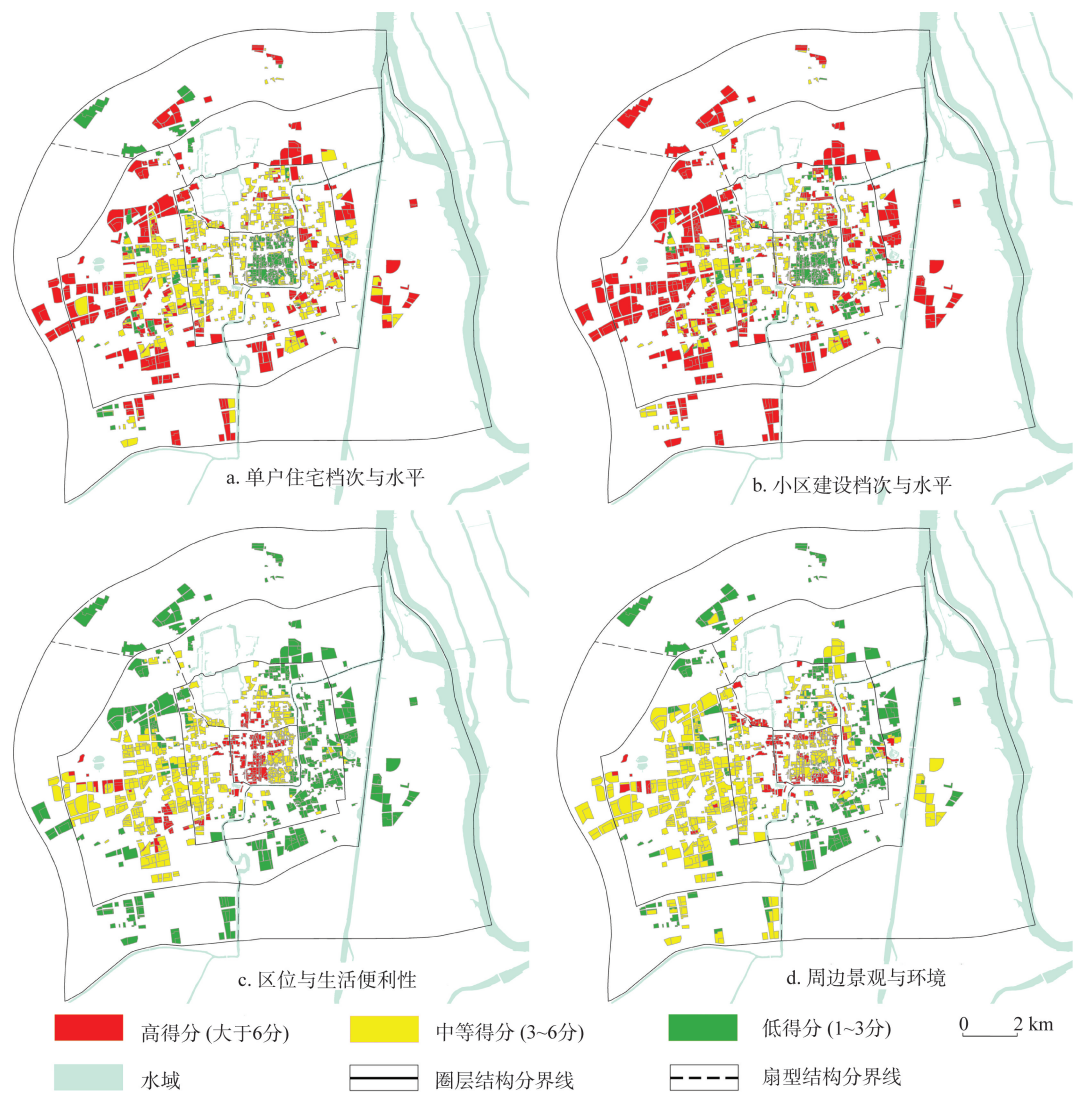 a. 单户住宅档次与水平
b. 小区建设档次与水平
c. 区位与生活便利性
d. 周边景观与环境
高得分 (大于6分)
中等得分 (3~6分)
低得分 (1~3分)
0 2 km
水域
圈层结构分界线
扇型结构分界线